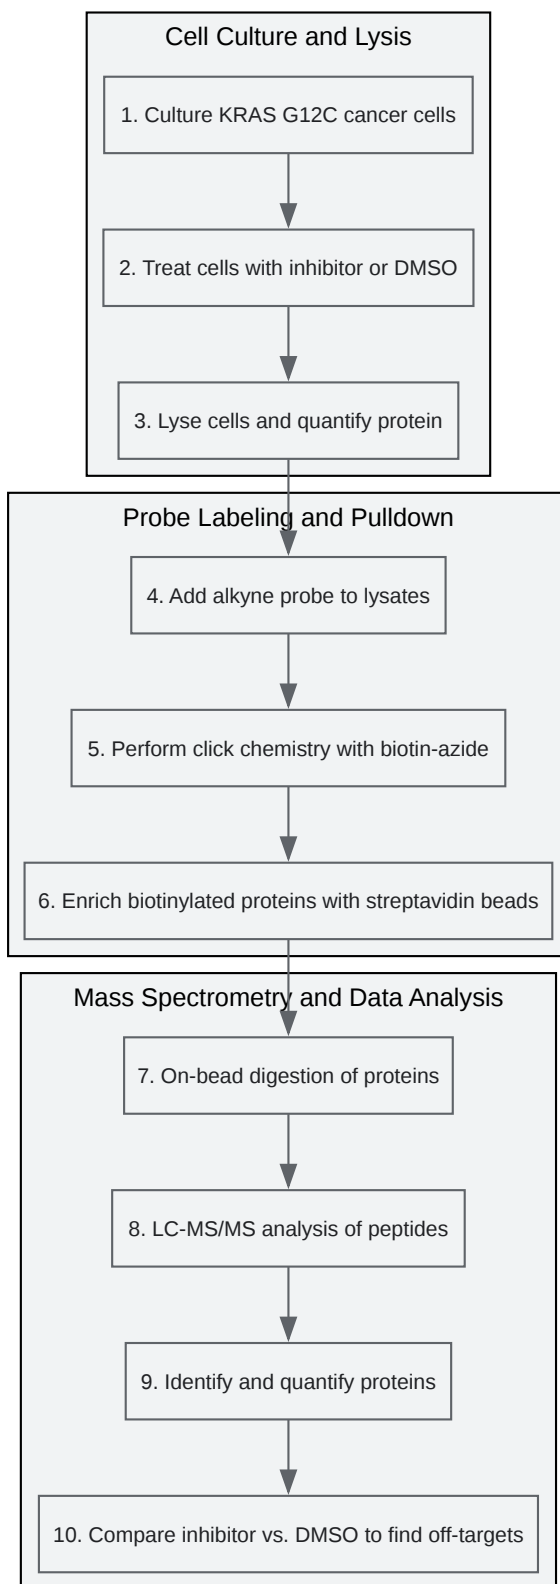 Cell Culture and Lysis
1. Culture KRAS G12C cancer cells
2. Treat cells with inhibitor or DMSO
3. Lyse cells and quantify protein
Probe Labeling and Pulldown
4. Add alkyne probe to lysates
5. Perform click chemistry with biotin-azide
6. Enrich biotinylated proteins with streptavidin beads
Mass Spectrometry and Data Analysis
7. On-bead digestion of proteins
8. LC-MS/MS analysis of peptides
9. Identify and quantify proteins
10. Compare inhibitor vs. DMSO to find off-targets